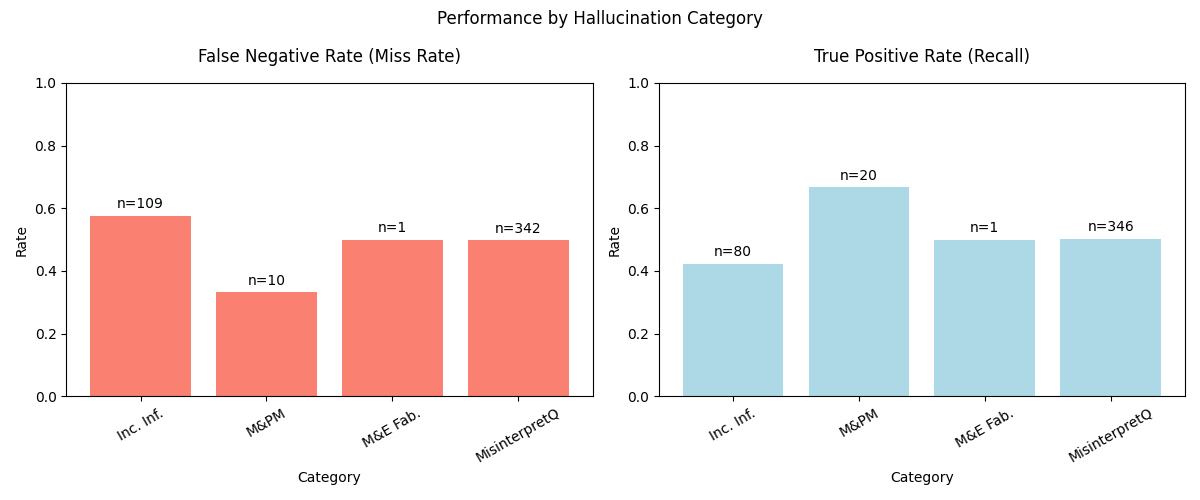 Performance by Hallucination Category
False Negative Rate (Miss Rate)
Rate
1.0
0.8
0.6
0.4
0.2
0.0
n=109
n=10
n=1
n=342
Inc. Inf.
M&PM
M&E Fab.
MisinterpretQ
Category
True Positive Rate (Recall)
Rate
1.0
0.8
0.6
0.4
0.2
0.0
n=80
n=20
n=1
n=346
Inc. Inf.
M&PM
M&E Fab.
MisinterpretQ
Category